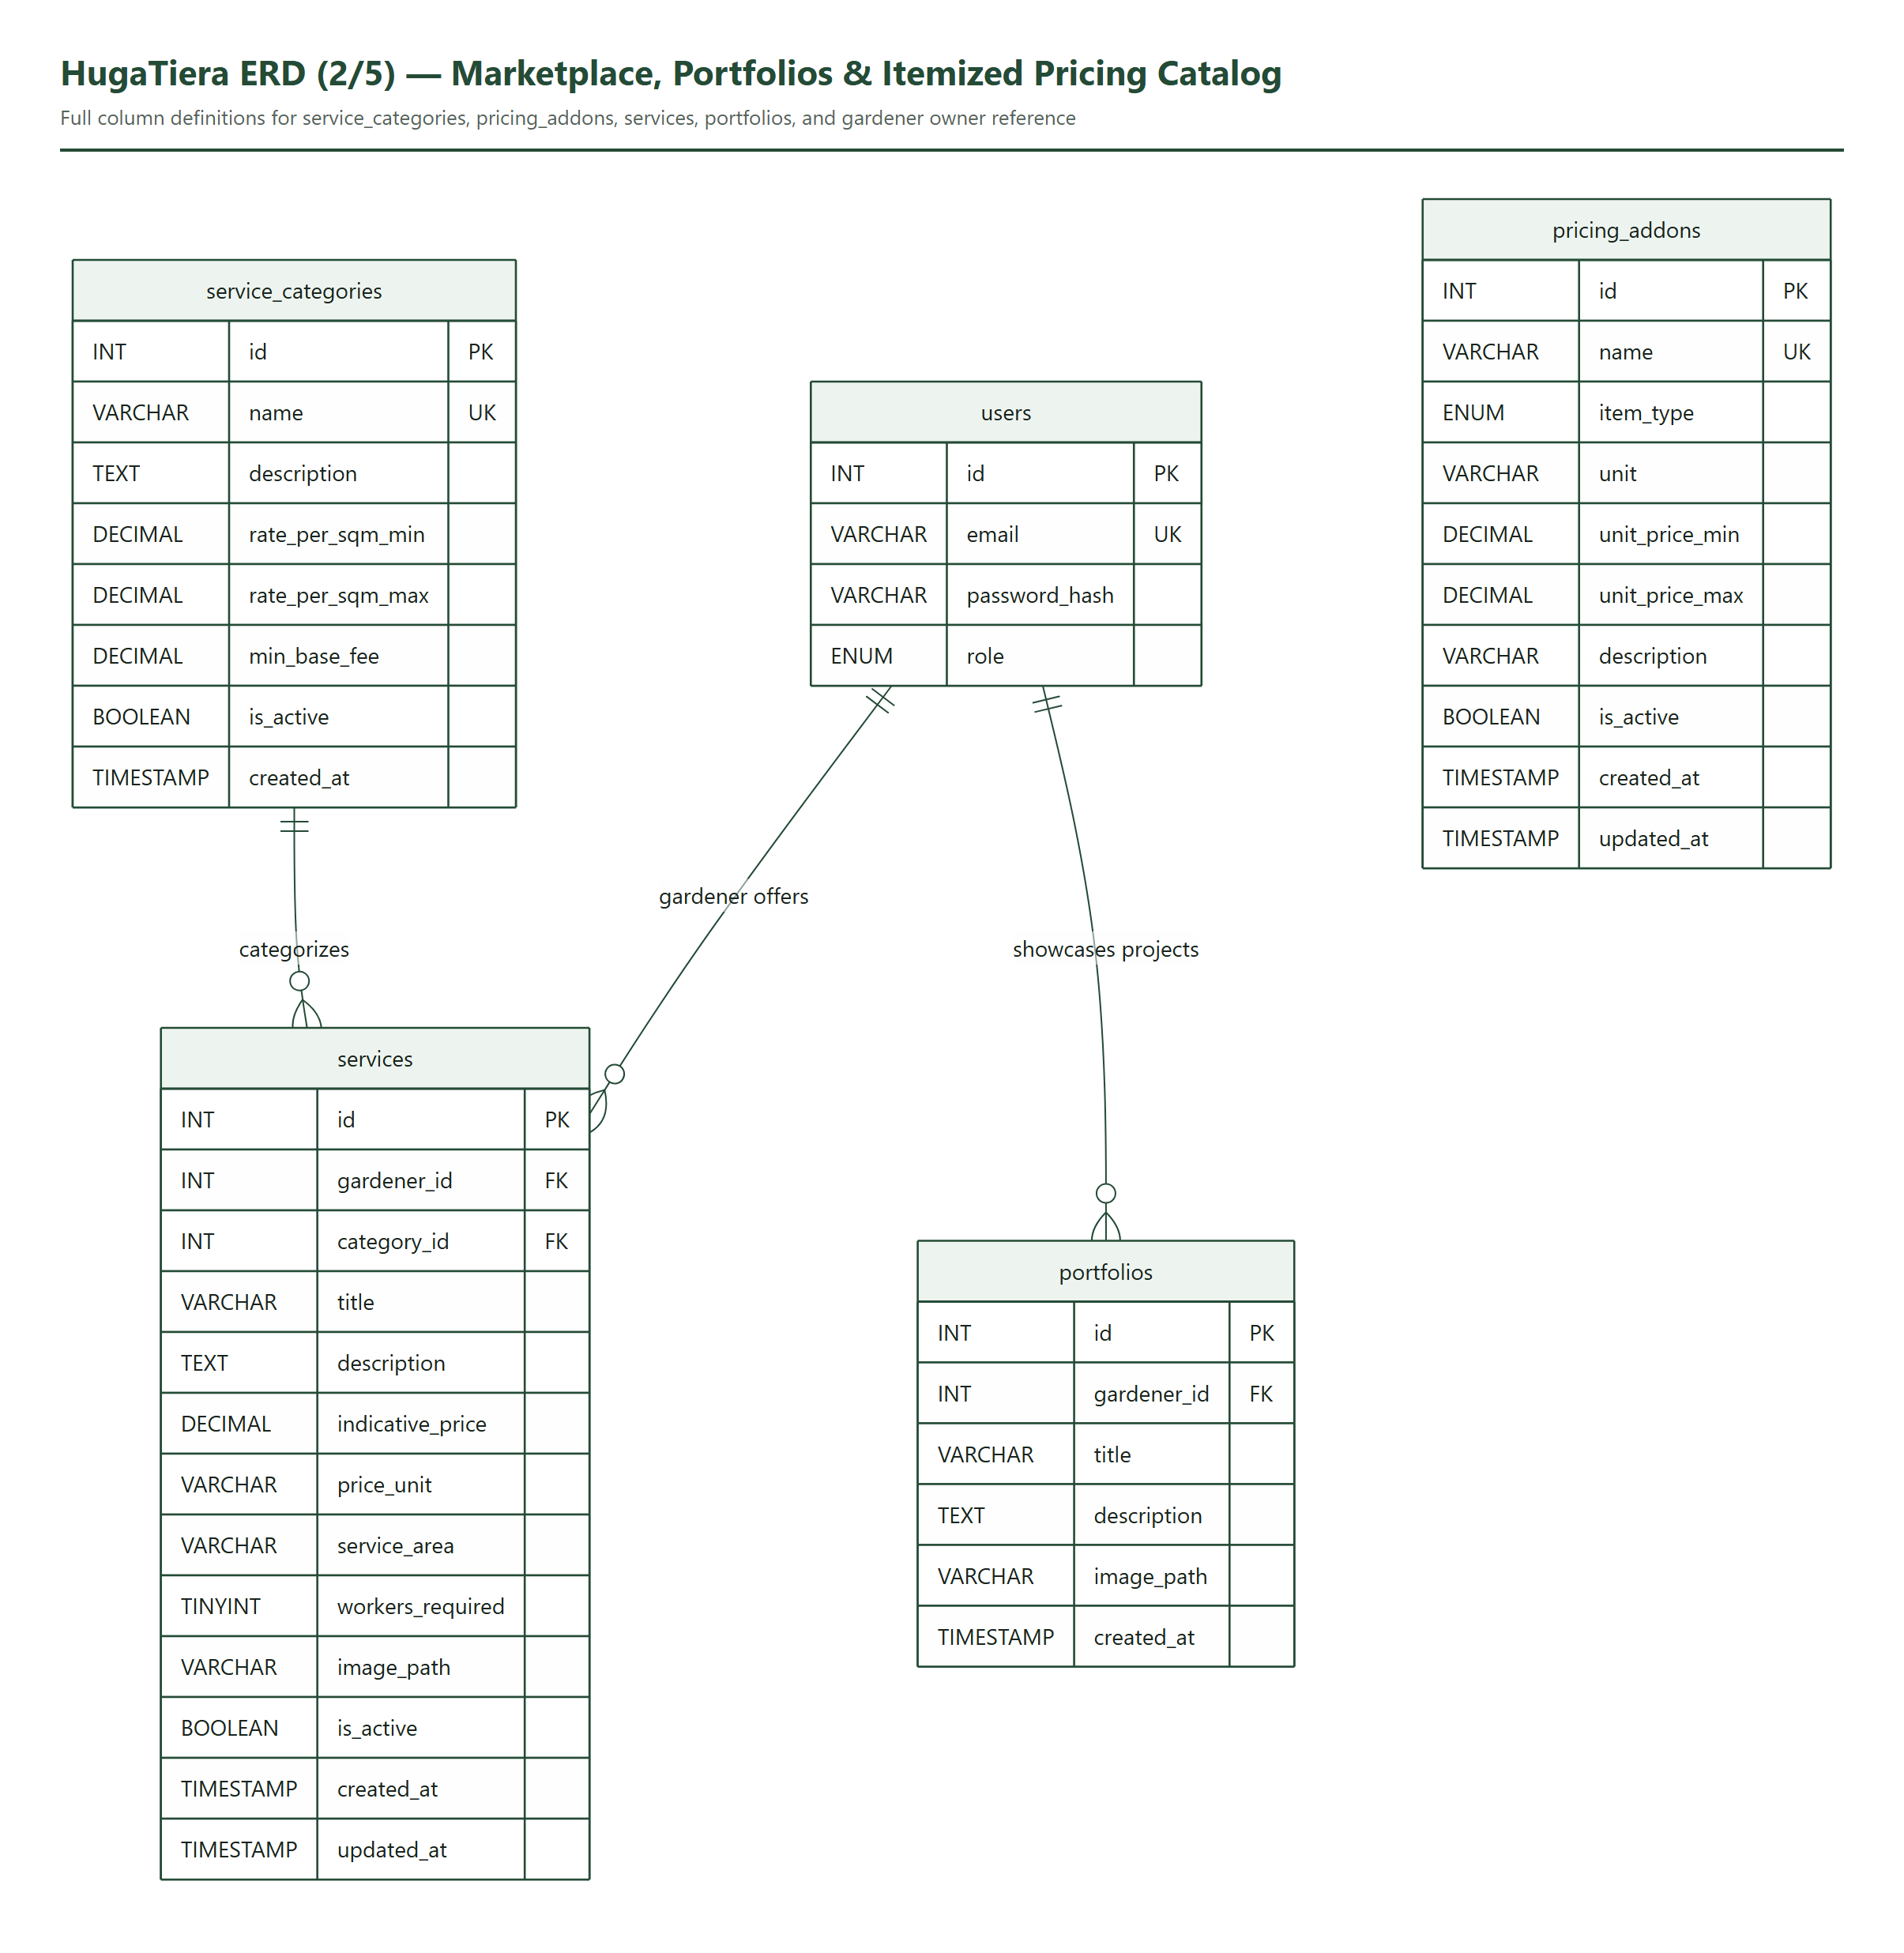 HugaTiera ERD (2/5) — Marketplace, Portfolios & Itemized Pricing Catalog
Full column definitions for service_categories, pricing_addons, services, portfolios, and gardener owner reference
service_categories
INT id PK
VARCHAR name UK
TEXT description
DECIMAL rate_per_sqm_min
DECIMAL rate_per_sqm_max
DECIMAL min_base_fee
BOOLEAN is_active
TIMESTAMP created_at
users
INT id PK
VARCHAR email UK
VARCHAR password_hash
ENUM role
pricing_addons
INT id PK
VARCHAR name UK
ENUM item_type
VARCHAR unit
DECIMAL unit_price_min
DECIMAL unit_price_max
VARCHAR description
BOOLEAN is_active
TIMESTAMP created_at
TIMESTAMP updated_at
categorizes
gardener offers
showcases projects
services
INT id PK
INT gardener_id FK
INT category_id FK
VARCHAR title
TEXT description
DECIMAL indicative_price
VARCHAR price_unit
VARCHAR service_area
TINYINT workers_required
VARCHAR image_path
BOOLEAN is_active
TIMESTAMP created_at
TIMESTAMP updated_at
portfolios
INT id PK
INT gardener_id FK
VARCHAR title
TEXT description
VARCHAR image_path
TIMESTAMP created_at